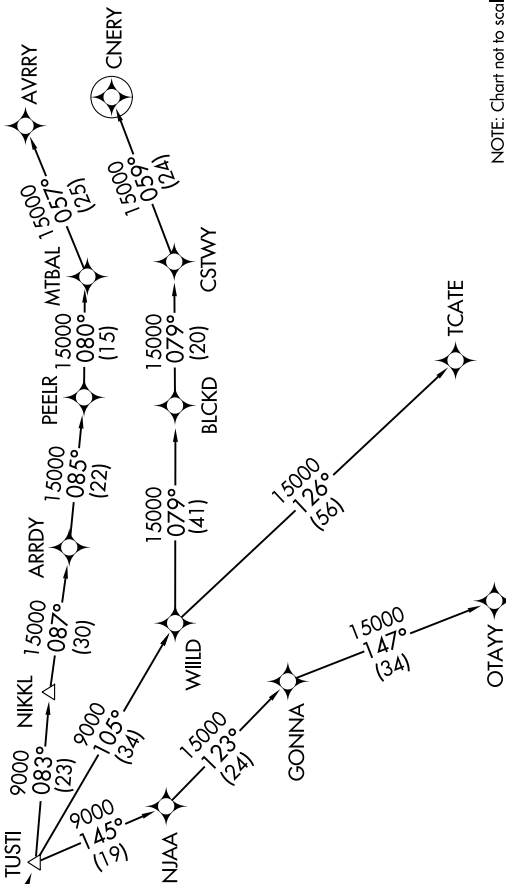 AVRRY
CNERY
15000
057°
(25)
15000
059°
(24)
MTBAL
CSTWY
15000
080°
(15)
15000
079°
(20)
PEELR
BLCKD
15000
085°
(22)
15000
079°
(41)
ARRDY
WIILD
15000
087°
(30)
NIKKL
9000
083°
(23)
TUSTI
9000
105°
(34)
15000
126°
(56)
TCATE
9000
145°
(19)
NJAA
15000
123°
(24)
GONNA
15000
147°
(34)
OTAYY
NOTE: Chart not to scal